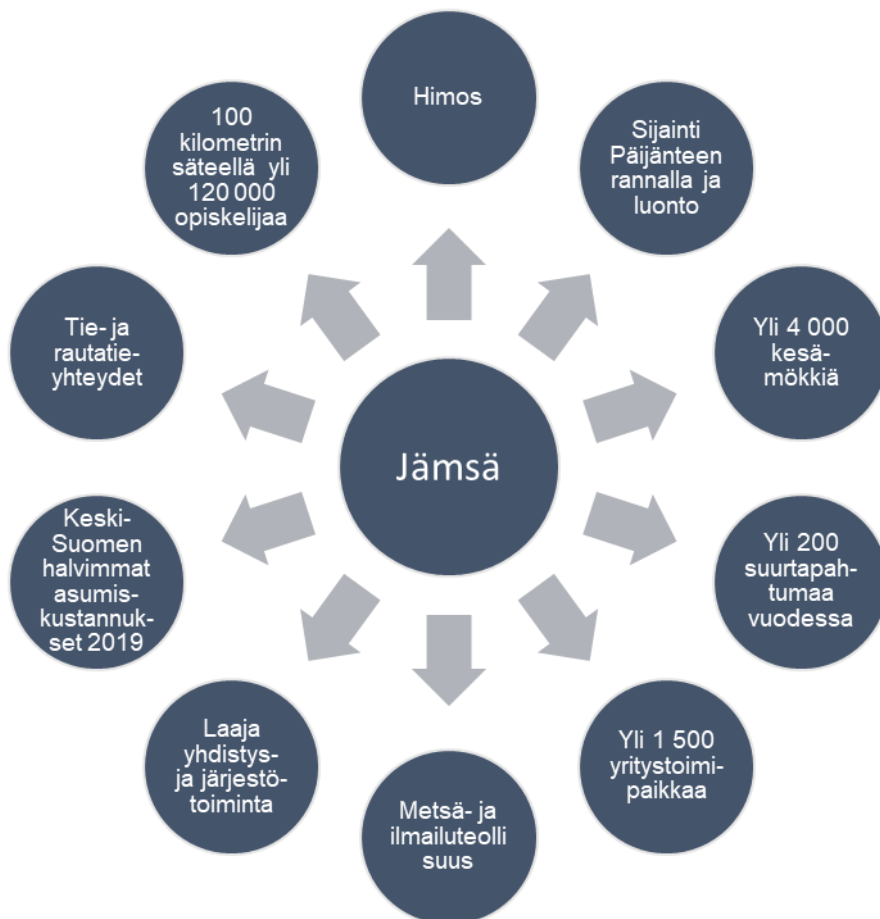 Himos
Sijainti
Päijänteen
rannalla ja
luonto
Yli 4 000
kesä-
mökkiä
Yli 200
suurtapah-
tumaa
vuodessa
Yli 1 500
yritystoimi-
paikkaa
Metsä- ja
ilmailuteolli
suus
Laaja
yhdistys-
ja järjestö-
toiminta
Keski-
Suomen
halvimmat
asumis-
kustannuk-
set 2019
Tie- ja
rautatie-
yhteydet
100
kilometrin
säteellä yli
120 000
opiskelijaa
Jämsä